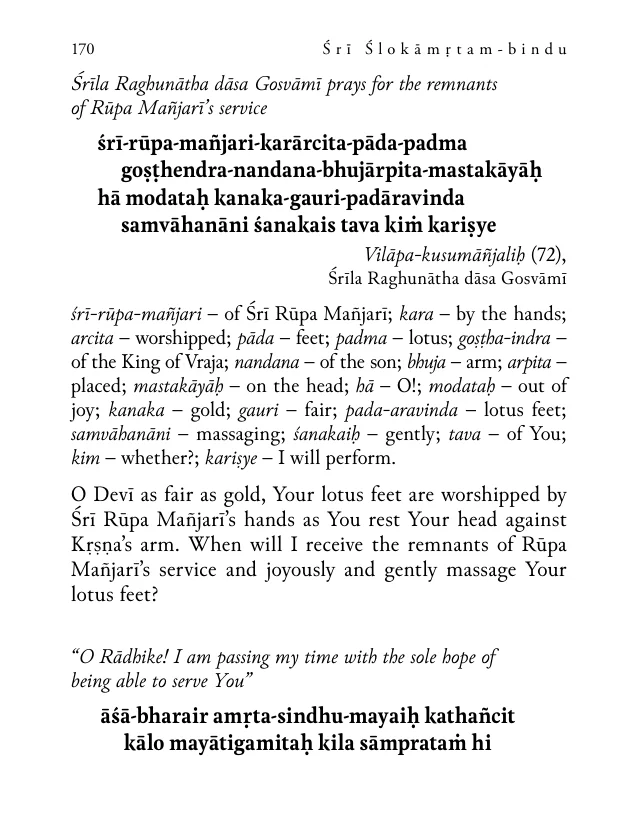 170 Śrī Ślokāmṛtam-bindu
Śrīla Raghunātha dāsa Gosvāmī prays for the remnants
of Rūpa Mañjarī’s service
śrī-rūpa-mañjari-karārcita-pāda-padma
goṣṭhendra-nandana-bhujārpita-mastakāyāḥ
hā modataḥ kanaka-gauri-padāravinda
samvāhanāni śanakais tava kiṁ kariṣye
Vilāpa-kusumāñjaliḥ (72),
Śrīla Raghunātha dāsa Gosvāmī
śrī-rūpa-mañjari – of Śrī Rūpa Mañjarī; kara – by the hands;
arcita – worshipped; pāda – feet; padma – lotus; goṣṭha-indra –
of the King of Vraja; nandana – of the son; bhuja – arm; arpita –
placed; mastakāyāḥ – on the head; hā – O!; modataḥ – out of
joy; kanaka – gold; gauri – fair; pada-aravinda – lotus feet;
samvāhanāni – massaging; śanakaiḥ – gently; tava – of You;
kim – whether?; kariṣye – I will perform.
O Devī as fair as gold, Your lotus feet are worshipped by
Śrī Rūpa Mañjarī’s hands as You rest Your head against
Kṛṣṇa’s arm. When will I receive the remnants of Rūpa
Mañjarī’s service and joyously and gently massage Your
lotus feet?
“O Rādhike! I am passing my time with the sole hope of
being able to serve You”
āśā-bharair amṛta-sindhu-mayaiḥ kathañcit
kālo mayātigamitaḥ kila sāmprataṁ hi